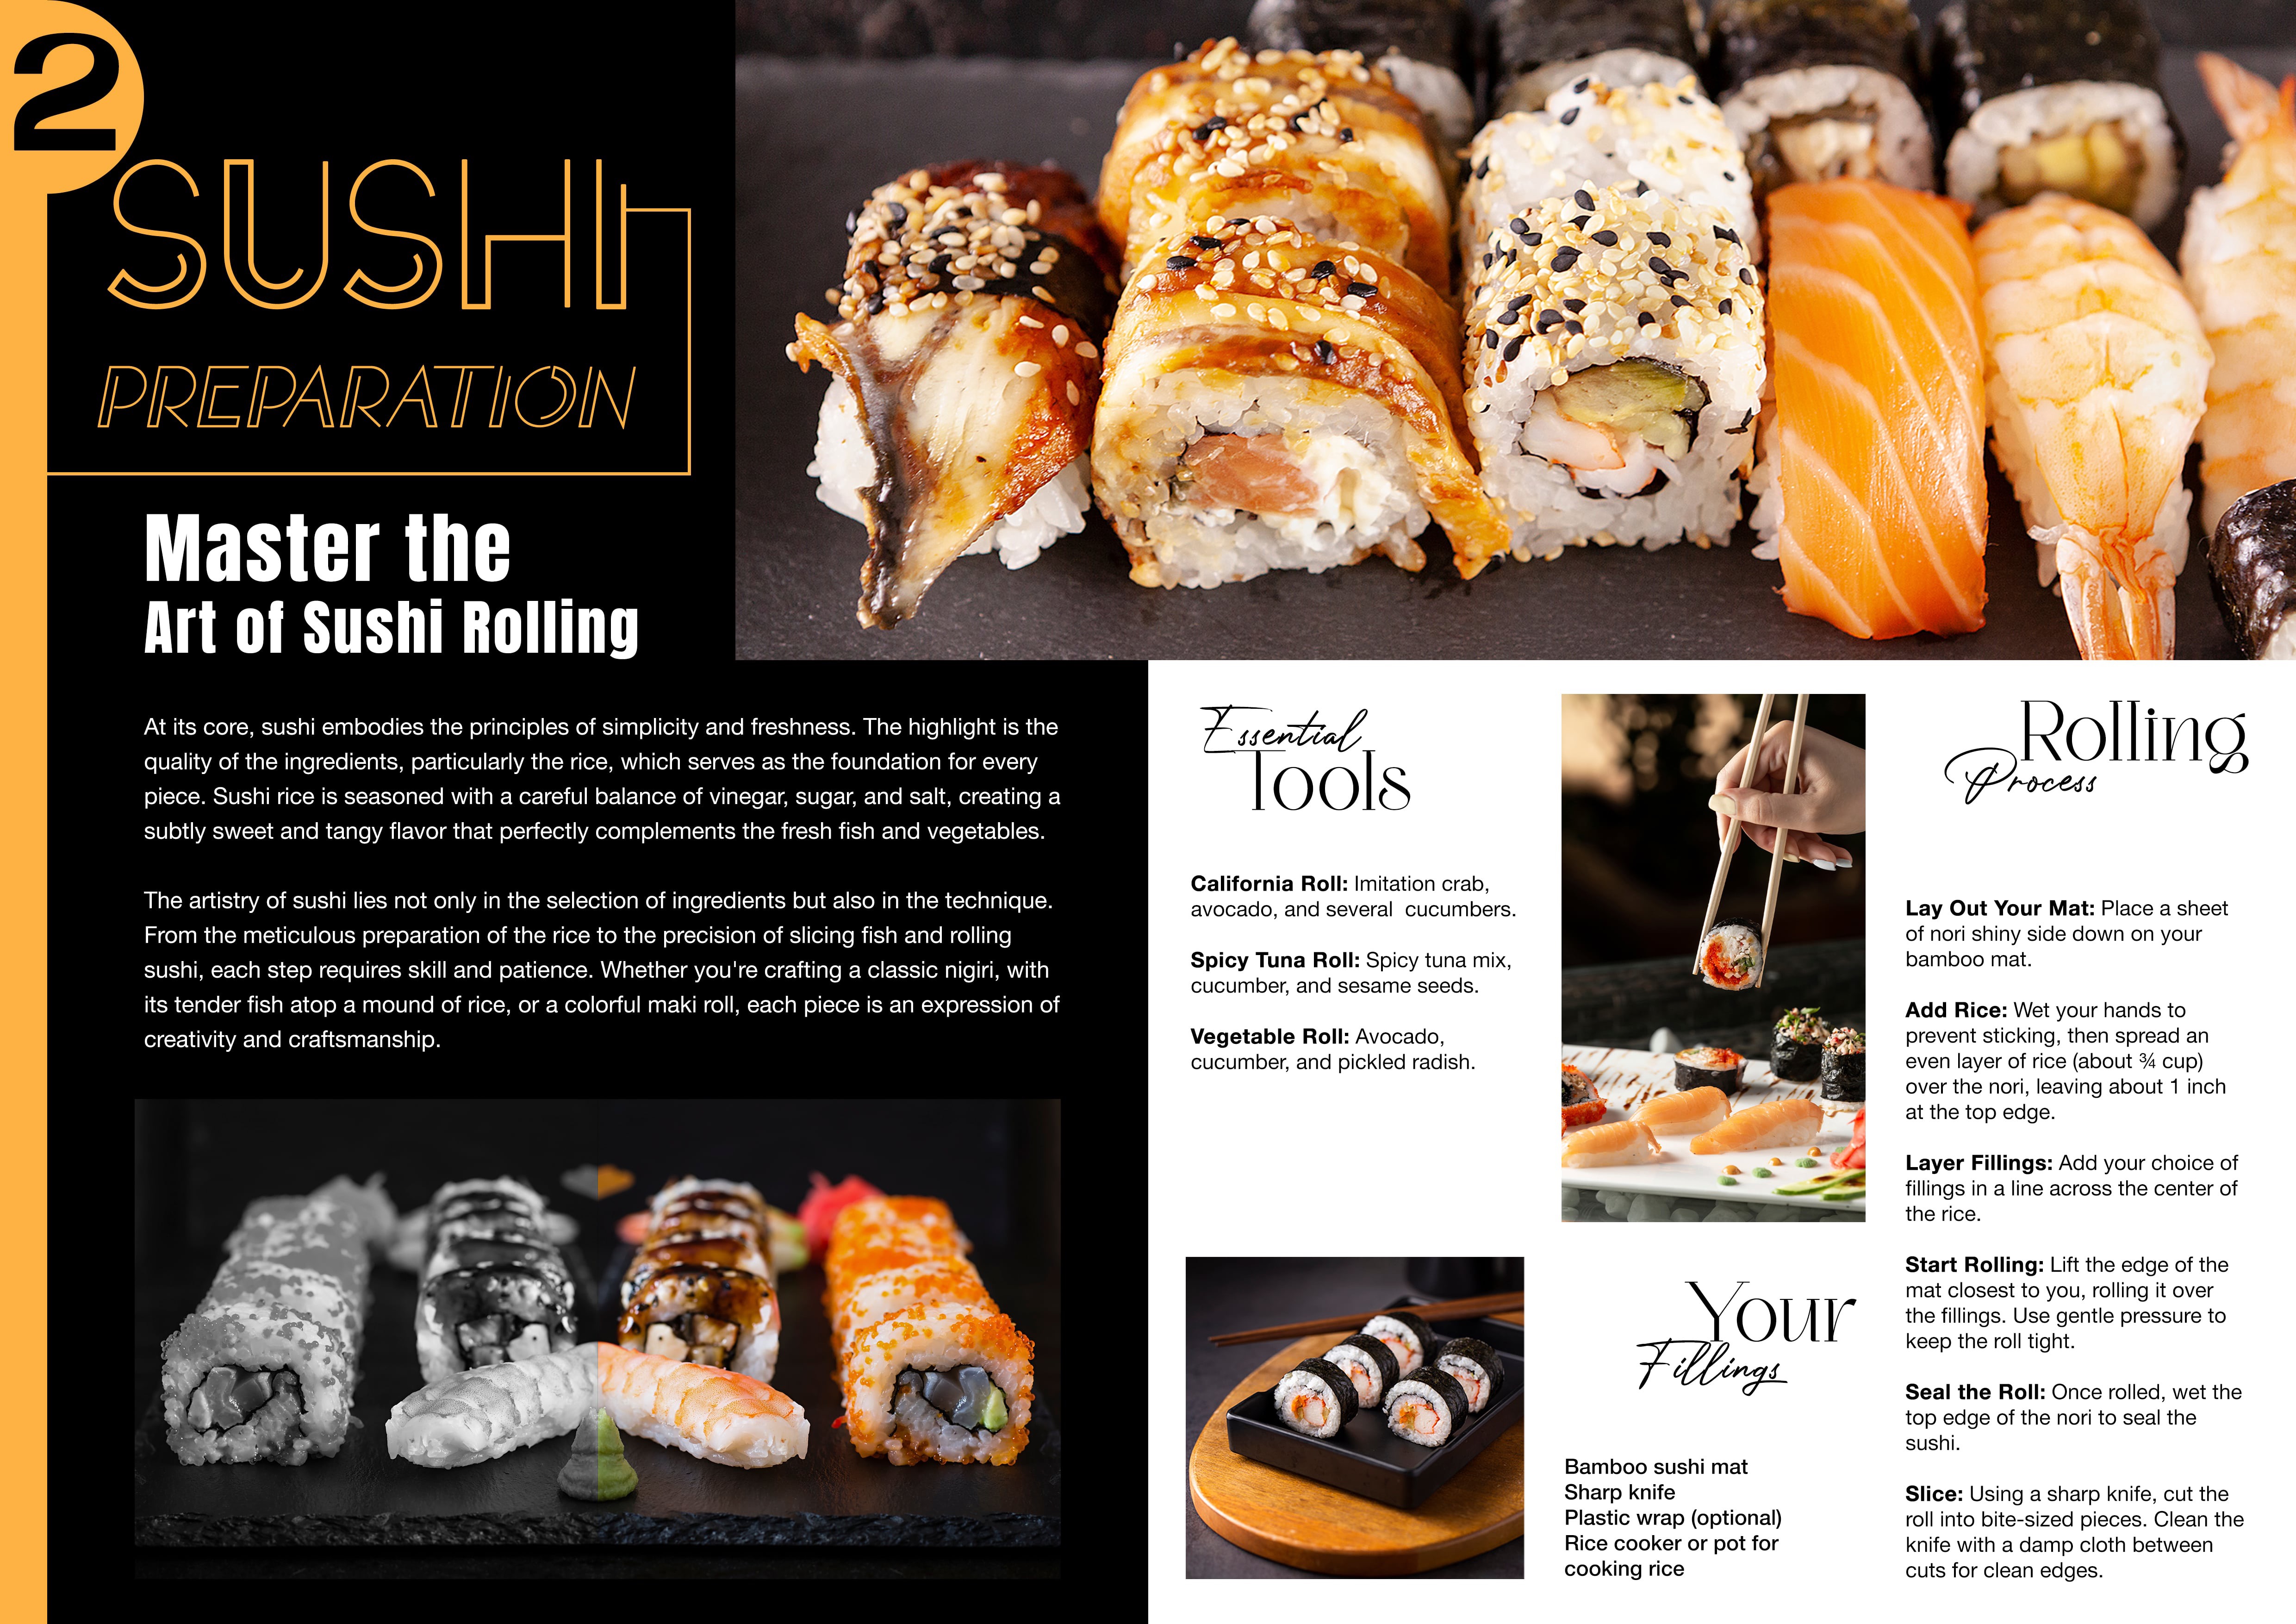 2
SUSHI
PREPARATION
Master the
Art of Sushi Rolling
At its core, sushi embodies the principles of simplicity and freshness. The highlight is the
quality of the ingredients, particularly the rice, which serves as the foundation for every
piece. Sushi rice is seasoned with a careful balance of vinegar, sugar, and salt, creating a
subtly sweet and tangy flavor that perfectly complements the fresh fish and vegetables.
The artistry of sushi lies not only in the selection of ingredients but also in the technique.
From the meticulous preparation of the rice to the precision of slicing fish and rolling
sushi, each step requires skill and patience. Whether you're crafting a classic nigiri, with
its tender fish atop a mound of rice, or a colorful maki roll, each piece is an expression of
creativity and craftsmanship.
Essential
Tools
California Roll: Imitation crab,
avocado, and several  cucumbers.
Spicy Tuna Roll: Spicy tuna mix,
cucumber, and sesame seeds.
Vegetable Roll: Avocado,
cucumber, and pickled radish.
Your
Fillings
Bamboo sushi mat
Sharp knife
Plastic wrap (optional)
Rice cooker or pot for
cooking rice
Rolling
Process
Lay Out Your Mat: Place a sheet
of nori shiny side down on your
bamboo mat.
Add Rice: Wet your hands to
prevent sticking, then spread an
even layer of rice (about ¾ cup)
over the nori, leaving about 1 inch
at the top edge.
Layer Fillings: Add your choice of
fillings in a line across the center of
the rice.
Start Rolling: Lift the edge of the
mat closest to you, rolling it over
the fillings. Use gentle pressure to
keep the roll tight.
Seal the Roll: Once rolled, wet the
top edge of the nori to seal the
sushi.
Slice: Using a sharp knife, cut the
roll into bite-sized pieces. Clean the
knife with a damp cloth between
cuts for clean edges.